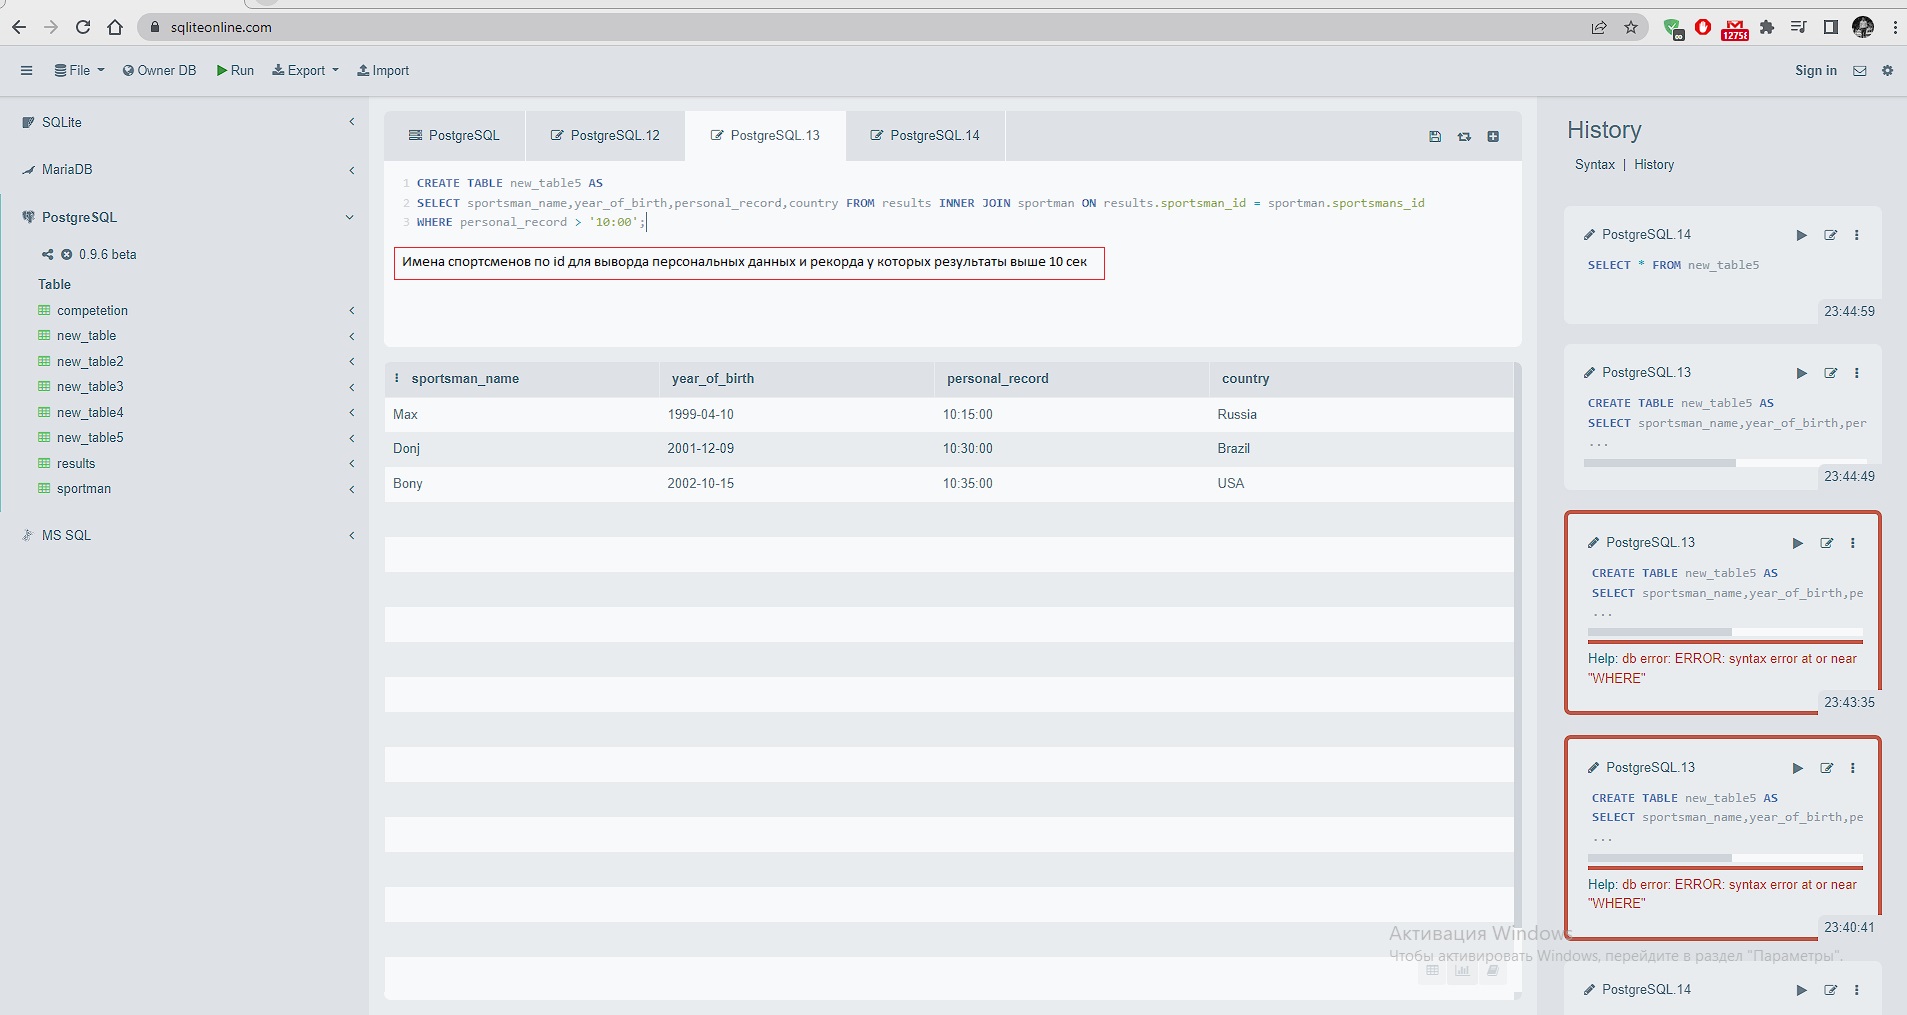 sqliteonline.com
12758
File
Owner DB
Run
Export
Import
Sign in
SQLite
MariaDB
PostgreSQL
0.9.6 beta
Table
competetion
new_table
new_table2
new_table3
new_table4
new_table5
results
sportman
MS SQL
PostgreSQL
PostgreSQL.12
PostgreSQL.13
PostgreSQL.14
1 CREATE TABLE new_table5 AS
2 SELECT sportsman_name,year_of_birth,personal_record,country FROM results INNER JOIN sportman ON results.sportsman_id = sportman.sportsmans_id
3 WHERE personal_record > '10:00';
Имена спортсменов по id для выворда персональных данных и рекорда у которых результаты выше 10 сек
sportsman_name year_of_birth personal_record country
Max 1999-04-10 10:15:00 Russia
Donj 2001-12-09 10:30:00 Brazil
Bony 2002-10-15 10:35:00 USA
History
Syntax | History
PostgreSQL.14
SELECT * FROM new_table5
23:44:59
PostgreSQL.13
CREATE TABLE new_table5 AS
SELECT sportsman_name,year_of_birth,per
...
23:44:49
PostgreSQL.13
CREATE TABLE new_table5 AS
SELECT sportsman_name,year_of_birth,pe
...
Help: db error: ERROR: syntax error at or near
"WHERE"
23:43:35
PostgreSQL.13
CREATE TABLE new_table5 AS
SELECT sportsman_name,year_of_birth,pe
...
Help: db error: ERROR: syntax error at or near
"WHERE"
23:40:41
PostgreSQL.14
Активация Windows
Чтобы активировать Windows, перейдите в раздел "Параметры".